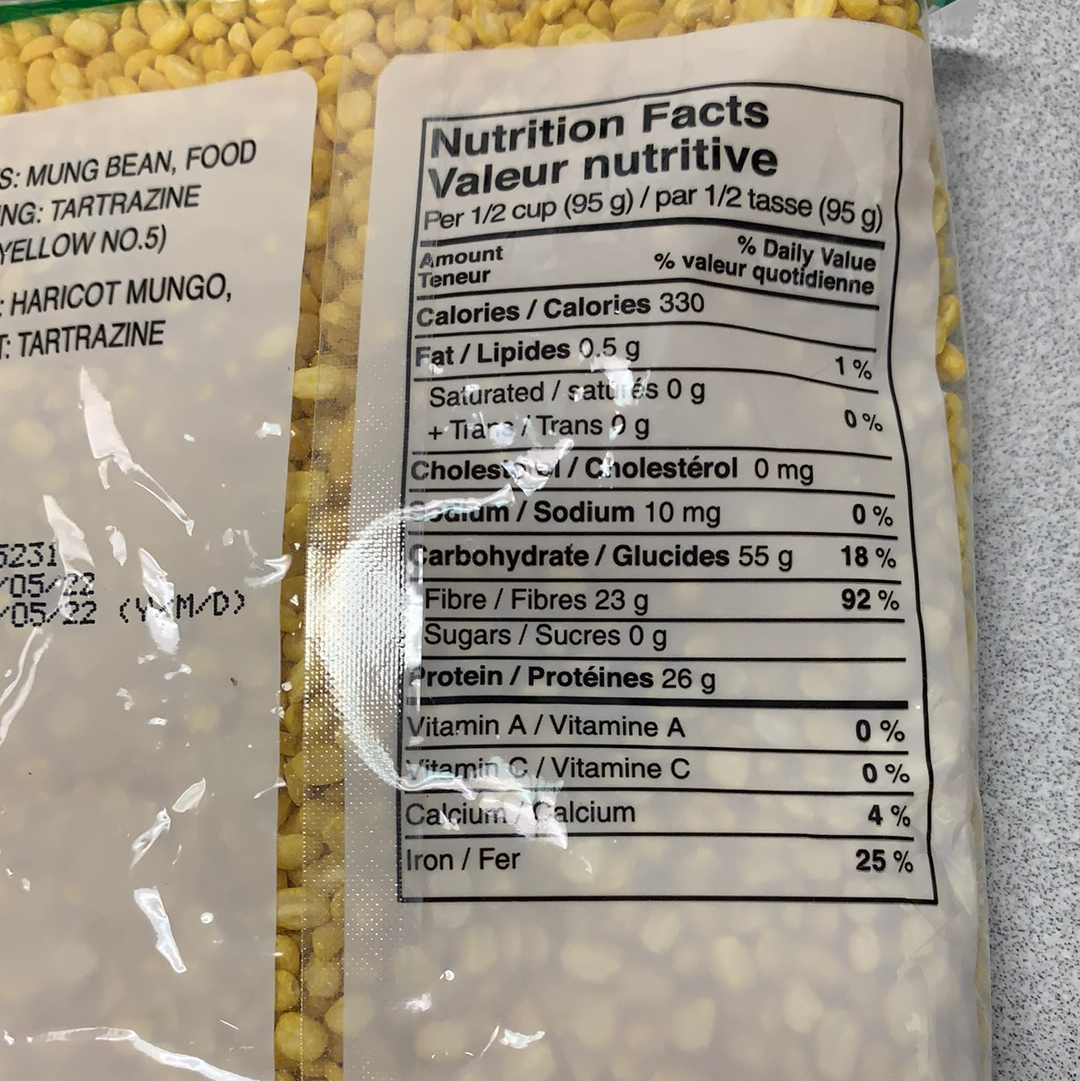 S: MUNG BEAN, FOOD
NG: TARTRAZINE
YELLOW NO.5)
: HARICOT MUNGO,
T: TARTRAZINE
5231
/05/22
/05/22 (Y/M/D)
Nutrition Facts
Valeur nutritive
Per 1/2 cup (95 g) / par 1/2 tasse (95 g)
Amount % Daily Value
Teneur % valeur quotidienne
Calories / Calories 330
Fat / Lipides 0.5 g 1 %
Saturated / saturés 0 g
+ Trans / Trans 0 g 0 %
Cholesterol / Cholestérol 0 mg
Sodium / Sodium 10 mg 0 %
Carbohydrate / Glucides 55 g 18 %
Fibre / Fibres 23 g 92 %
Sugars / Sucres 0 g
Protein / Protéines 26 g
Vitamin A / Vitamine A 0 %
Vitamin C / Vitamine C 0 %
Calcium / Calcium 4 %
Iron / Fer 25 %